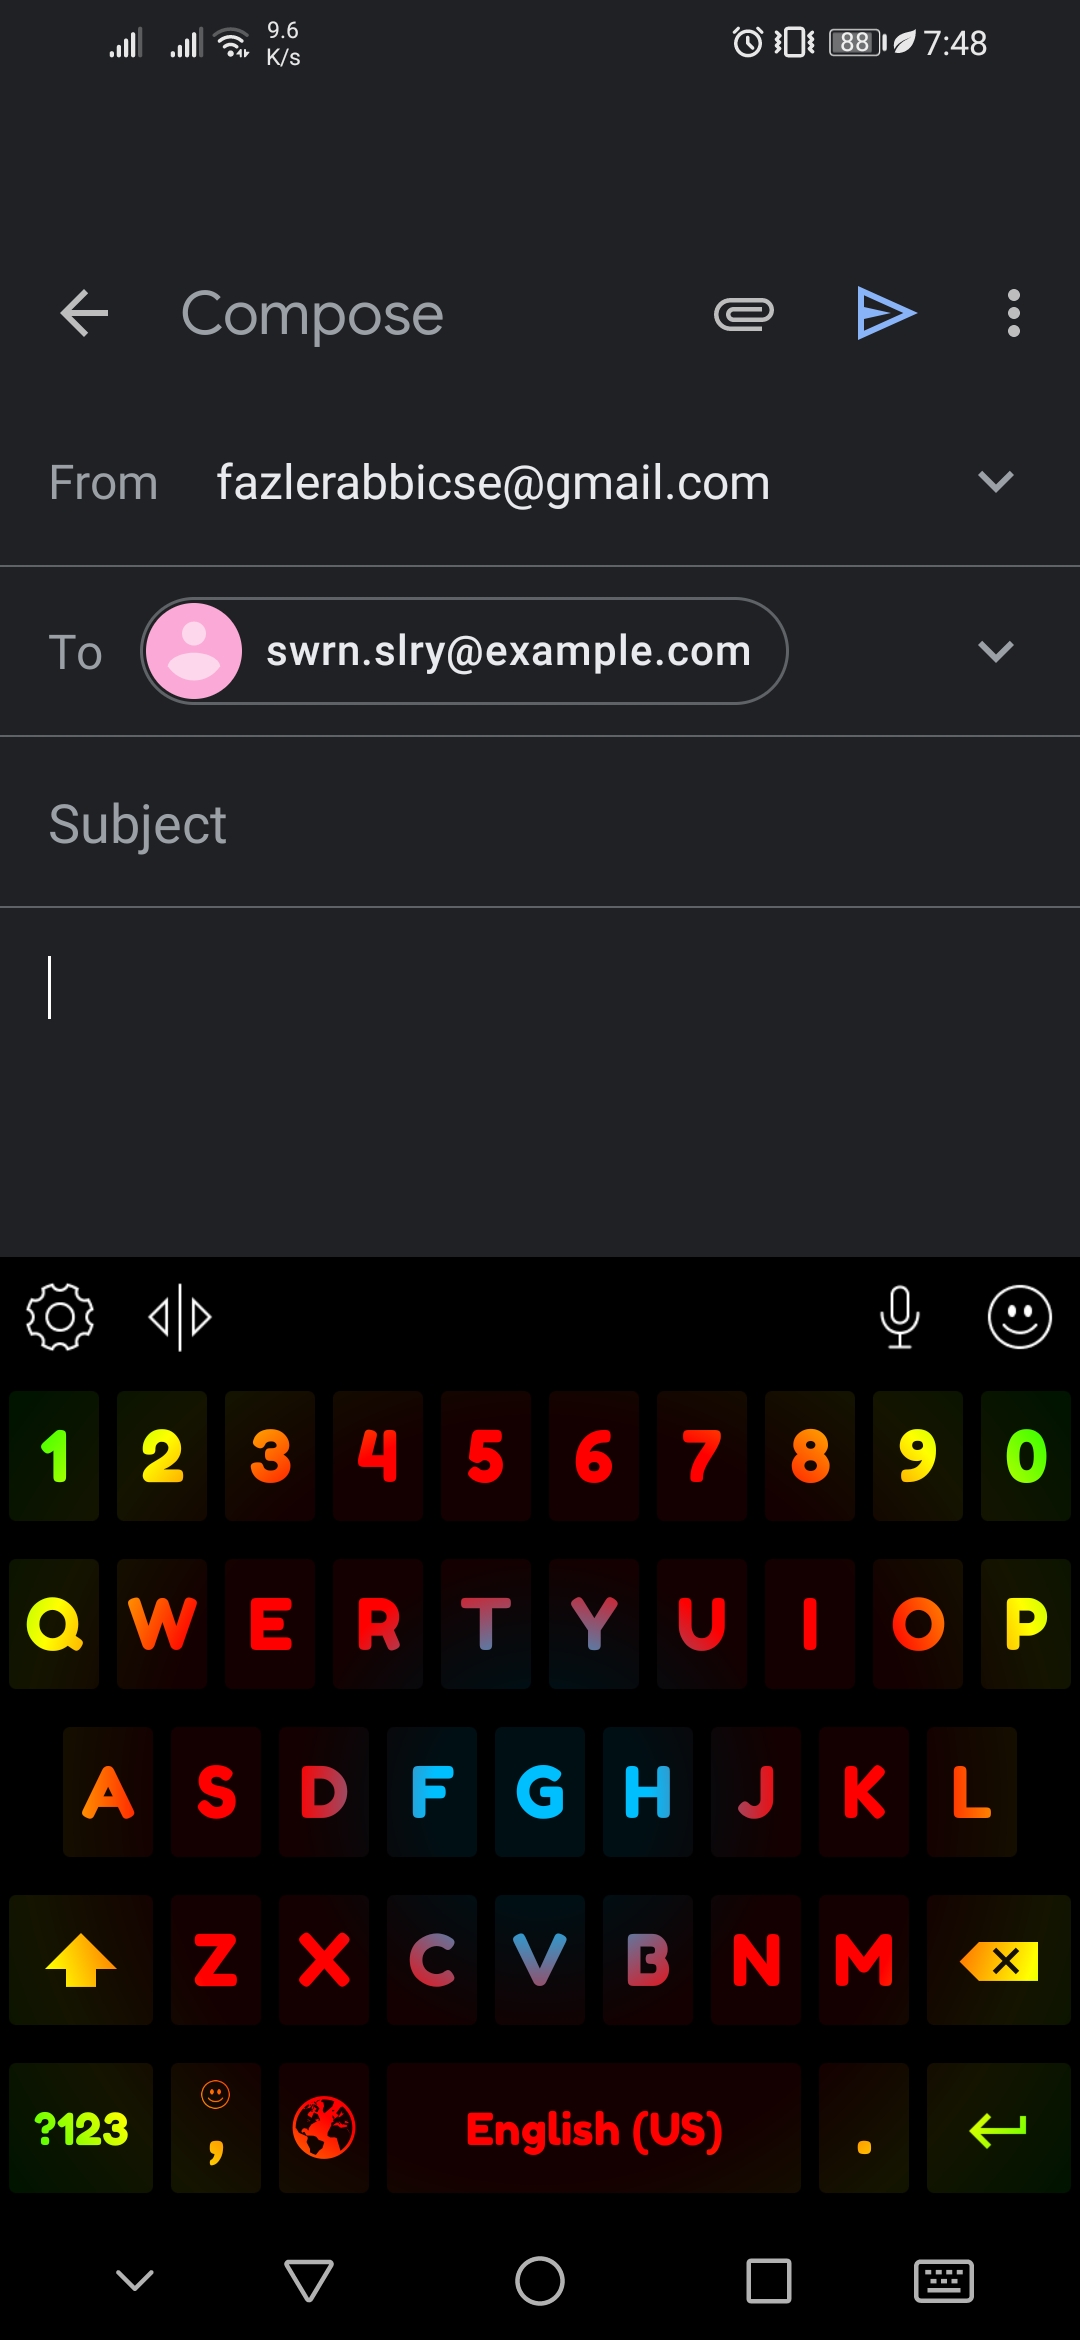 9.6
K/s
88
7:48
Compose
From fazlerabbicse@gmail.com
To swrn.slry@example.com
Subject
1 2 3 4 5 6 7 8 9 0
Q W E R T Y U I O P
A S D F G H J K L
Z X C V B N M
?123 , English (US) .